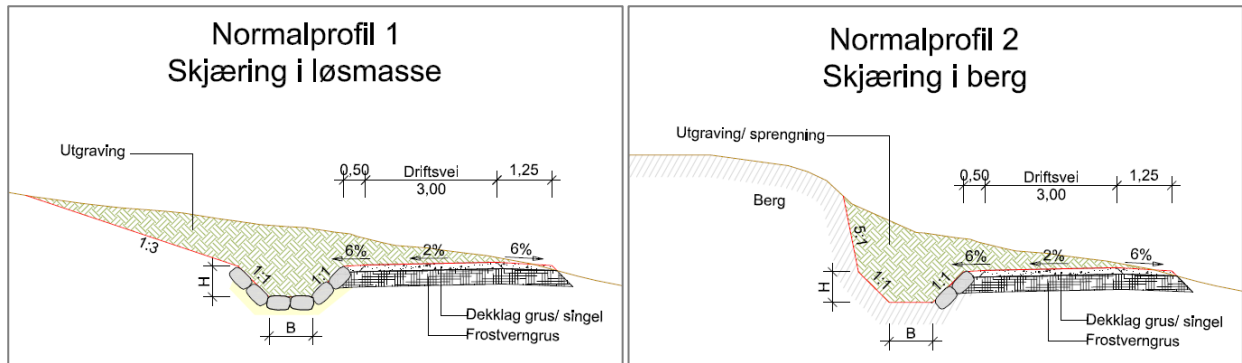 Normalprofil 1
Skjæring i løsmasse
Utgraving
0,50 Driftsvei 1,25
3,00
1:3
6% 2% 6%
1:1 1:1
H
B
Dekklag grus/ singel
Frostverngrus
Normalprofil 2
Skjæring i berg
Utgraving/ sprengning
0,50 Driftsvei 1,25
3,00
Berg
5:1
6% 2% 6%
1:1 1:1
H
B
Dekklag grus/ singel
Frostverngrus